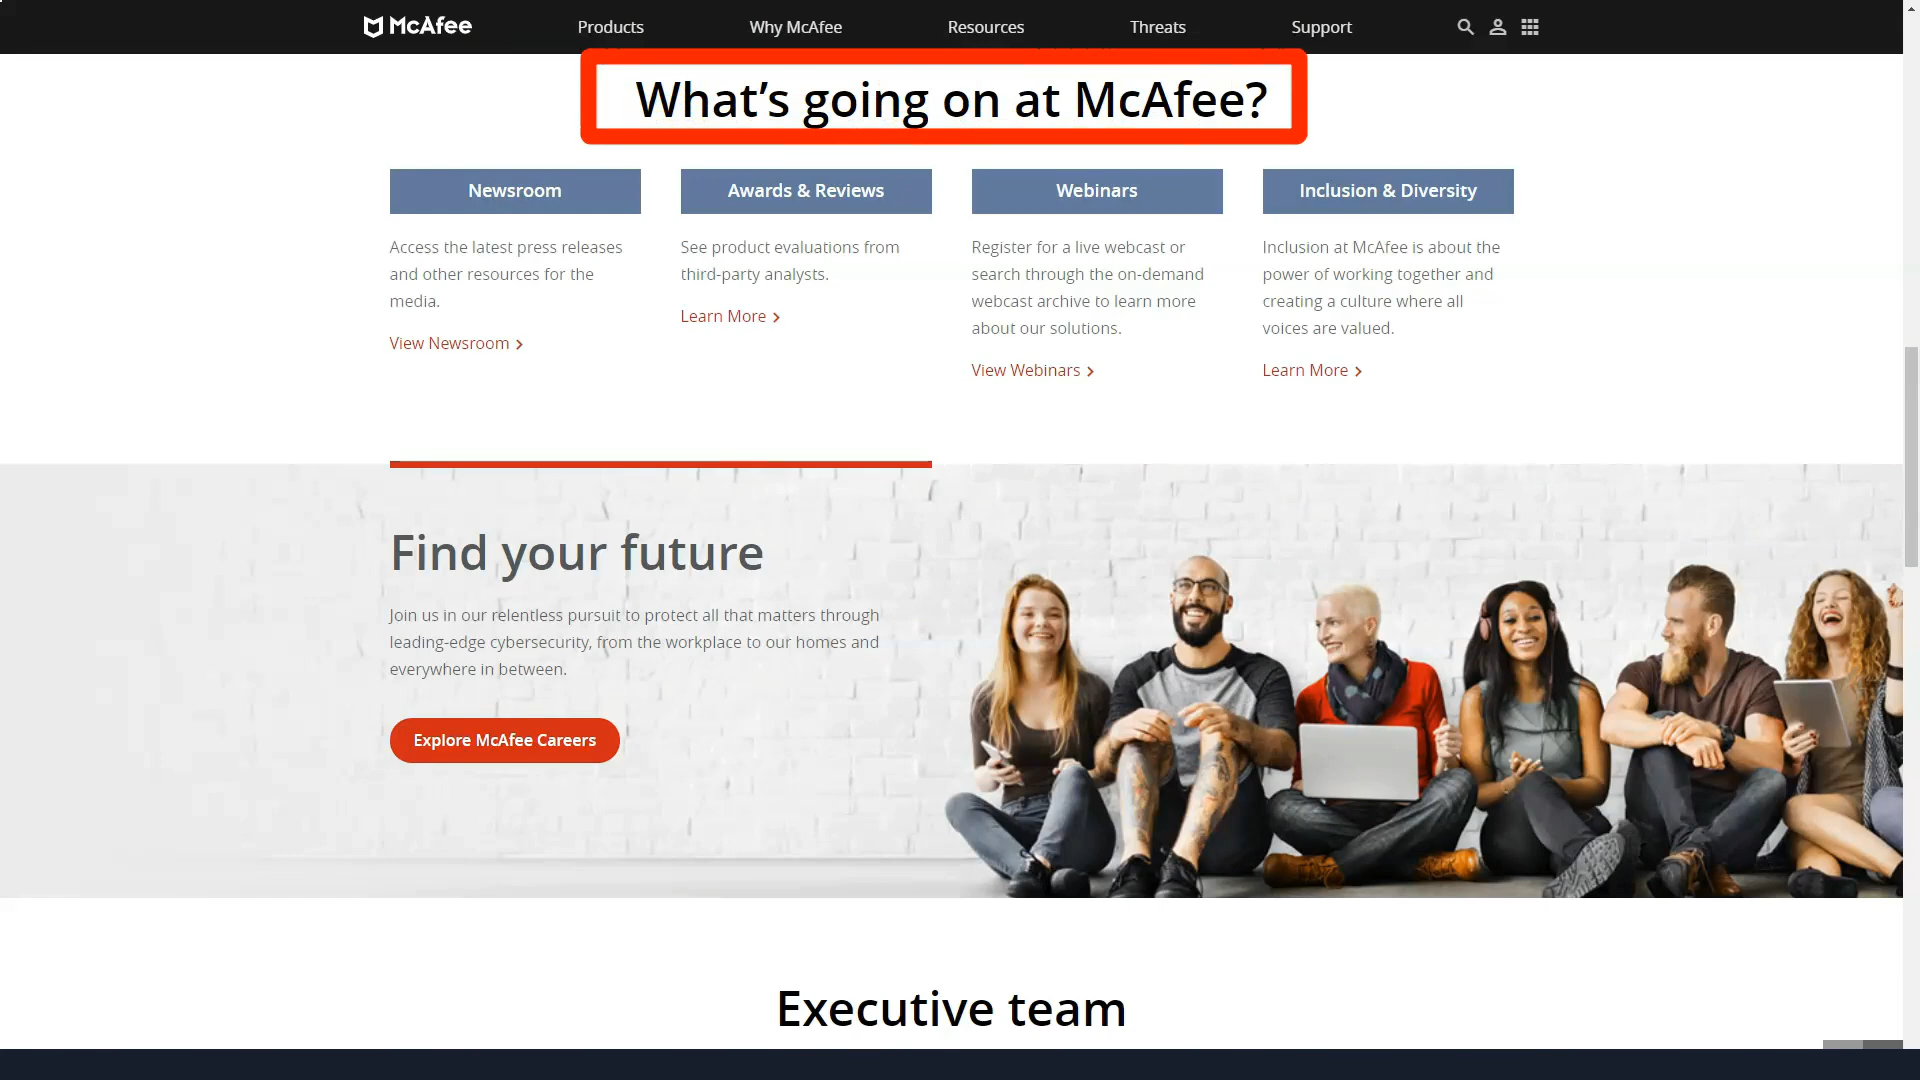 McAfee
Products
Why McAfee
Resources
Threats
Support
What's going on at McAfee?
Newsroom
Access the latest press releases
and other resources for the
media.
View Newsroom
Awards & Reviews
See product evaluations from
third-party analysts.
Learn More
Webinars
Register for a live webcast or
search through the on-demand
webcast archive to learn more
about our solutions.
View Webinars
Inclusion & Diversity
Inclusion at McAfee is about the
power of working together and
creating a culture where all
voices are valued.
Learn More
Find your future
Join us in our relentless pursuit to protect all that matters through
leading-edge cybersecurity, from the workplace to our homes and
everywhere in between.
Explore McAfee Careers
Executive team